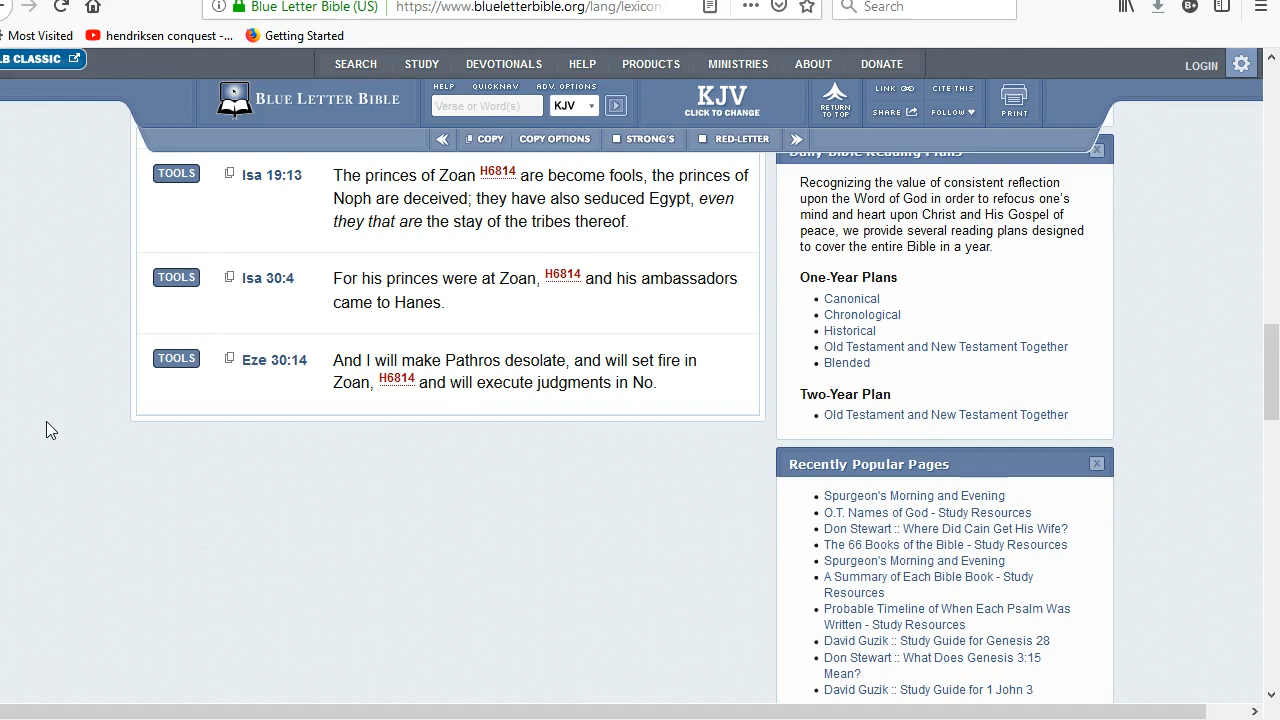 Blue Letter Bible (US) https://www.blueletterbible.org/lang/lexicon/
Search
Most Visited hendriksen conquest -... Getting Started
LB CLASSIC
SEARCH STUDY DEVOTIONALS HELP PRODUCTS MINISTRIES ABOUT DONATE
LOGIN
BLUE LETTER BIBLE
HELP QUICKNAV ADV. OPTIONS
Verse or Word(s) KJV
KJV
CLICK TO CHANGE
RETURN
TO TOP
LINK CITE THIS
SHARE FOLLOW
PRINT
COPY COPY OPTIONS STRONG'S RED-LETTER
TOOLS Isa 19:13 The princes of Zoan H6814 are become fools, the princes of
Noph are deceived; they have also seduced Egypt, even
they that are the stay of the tribes thereof.
TOOLS Isa 30:4 For his princes were at Zoan, H6814 and his ambassadors
came to Hanes.
TOOLS Eze 30:14 And I will make Pathros desolate, and will set fire in
Zoan, H6814 and will execute judgments in No.
Daily Bible Reading Plans
Recognizing the value of consistent reflection
upon the Word of God in order to refocus one's
mind and heart upon Christ and His Gospel of
peace, we provide several reading plans designed
to cover the entire Bible in a year.
One-Year Plans
• Canonical
• Chronological
• Historical
• Old Testament and New Testament Together
• Blended
Two-Year Plan
• Old Testament and New Testament Together
Recently Popular Pages
• Spurgeon's Morning and Evening
• O.T. Names of God - Study Resources
• Don Stewart :: Where Did Cain Get His Wife?
• The 66 Books of the Bible - Study Resources
• Spurgeon's Morning and Evening
• A Summary of Each Bible Book - Study
Resources
• Probable Timeline of When Each Psalm Was
Written - Study Resources
• David Guzik :: Study Guide for Genesis 28
• Don Stewart :: What Does Genesis 3:15
Mean?
• David Guzik :: Study Guide for 1 John 3